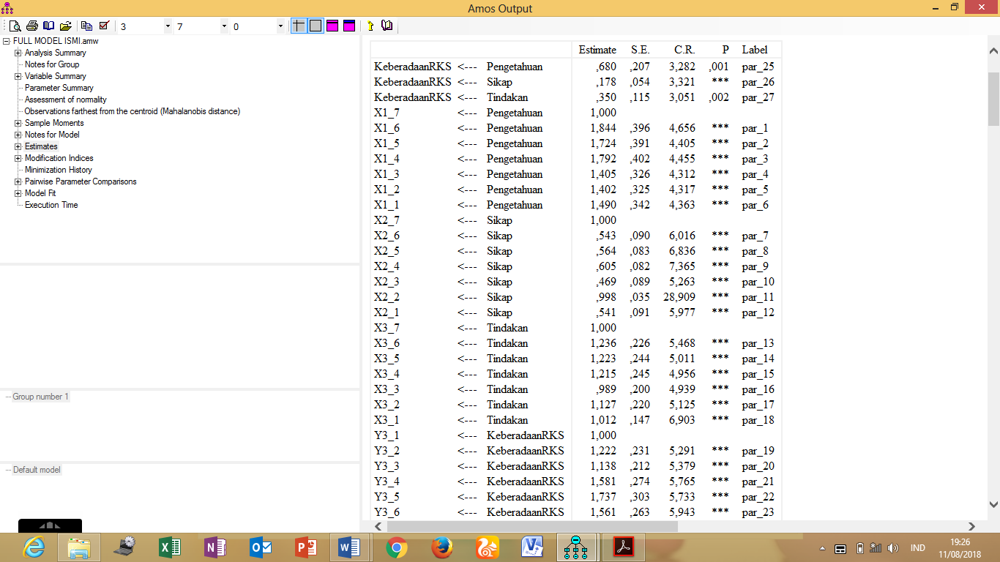 Amos Output
3 7 0
FULL MODEL ISMI.amw
Analysis Summary
Notes for Group
Variable Summary
Parameter Summary
Assessment of normality
Observations farthest from the centroid (Mahalanobis distance)
Sample Moments
Notes for Model
Estimates
Modification Indices
Minimization History
Pairwise Parameter Comparisons
Model Fit
Execution Time
Group number 1
Default model
Estimate S.E. C.R. P Label
KeberadaanRKS <--- Pengetahuan ,680 ,207 3,282 ,001 par_25
KeberadaanRKS <--- Sikap ,178 ,054 3,321 *** par_26
KeberadaanRKS <--- Tindakan ,350 ,115 3,051 ,002 par_27
X1_7 <--- Pengetahuan 1,000
X1_6 <--- Pengetahuan 1,844 ,396 4,656 *** par_1
X1_5 <--- Pengetahuan 1,724 ,391 4,405 *** par_2
X1_4 <--- Pengetahuan 1,792 ,402 4,455 *** par_3
X1_3 <--- Pengetahuan 1,405 ,326 4,312 *** par_4
X1_2 <--- Pengetahuan 1,402 ,325 4,317 *** par_5
X1_1 <--- Pengetahuan 1,490 ,342 4,363 *** par_6
X2_7 <--- Sikap 1,000
X2_6 <--- Sikap ,543 ,090 6,016 *** par_7
X2_5 <--- Sikap ,564 ,083 6,836 *** par_8
X2_4 <--- Sikap ,605 ,082 7,365 *** par_9
X2_3 <--- Sikap ,469 ,089 5,263 *** par_10
X2_2 <--- Sikap ,998 ,035 28,909 *** par_11
X2_1 <--- Sikap ,541 ,091 5,977 *** par_12
X3_7 <--- Tindakan 1,000
X3_6 <--- Tindakan 1,236 ,226 5,468 *** par_13
X3_5 <--- Tindakan 1,223 ,244 5,011 *** par_14
X3_4 <--- Tindakan 1,215 ,245 4,956 *** par_15
X3_3 <--- Tindakan ,989 ,200 4,939 *** par_16
X3_2 <--- Tindakan 1,127 ,220 5,125 *** par_17
X3_1 <--- Tindakan 1,012 ,147 6,903 *** par_18
Y3_1 <--- KeberadaanRKS 1,000
Y3_2 <--- KeberadaanRKS 1,222 ,231 5,291 *** par_19
Y3_3 <--- KeberadaanRKS 1,138 ,212 5,379 *** par_20
Y3_4 <--- KeberadaanRKS 1,581 ,274 5,765 *** par_21
Y3_5 <--- KeberadaanRKS 1,737 ,303 5,733 *** par_22
Y3_6 <--- KeberadaanRKS 1,561 ,263 5,943 *** par_23
IND
19:26
11/08/2018